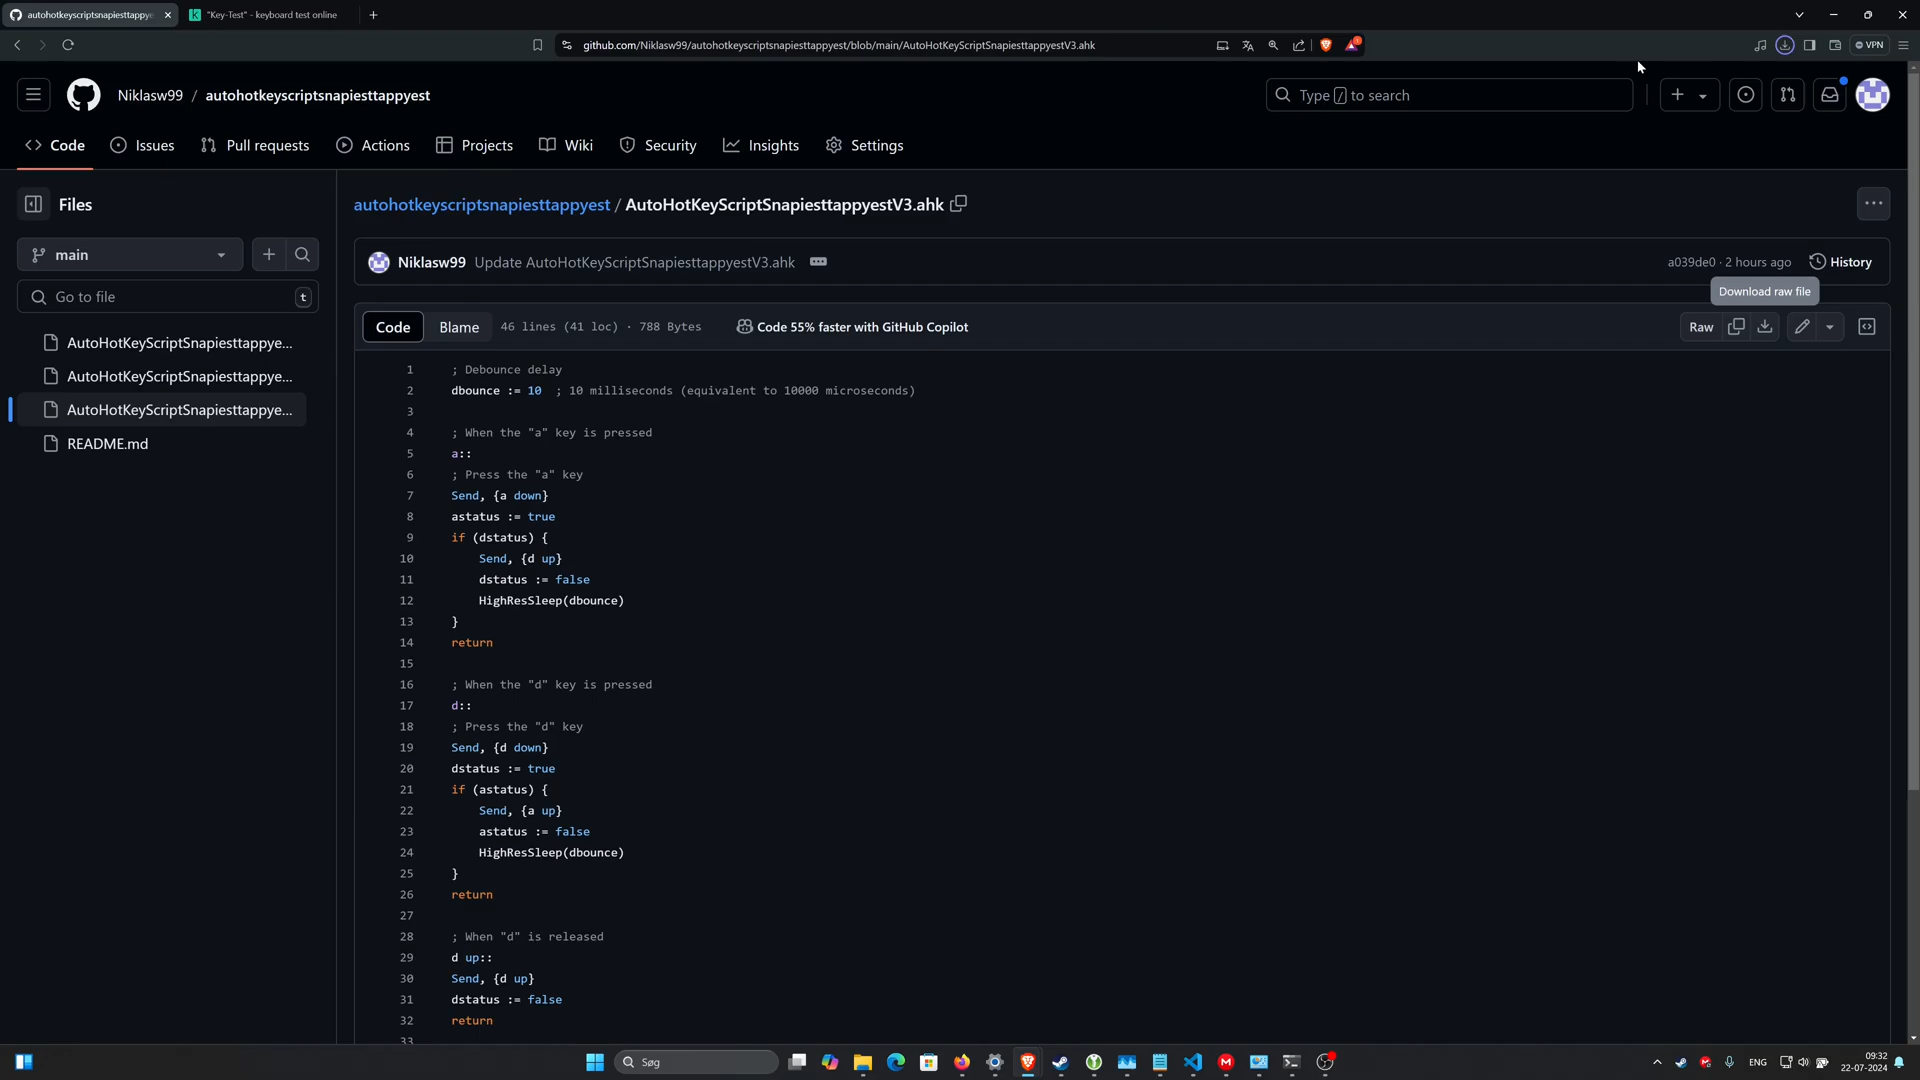 autohotkeyscriptsnapiesttappye
"Key-Test" - keyboard test online
github.com/Niklasw99/autohotkeyscriptsnapiesttappyest/blob/main/AutoHotKeyScriptSnapiesttappyestV3.ahk
VPN
Niklasw99 / autohotkeyscriptsnapiesttappyest
Type / to search
Code
Issues
Pull requests
Actions
Projects
Wiki
Security
Insights
Settings
Files
autohotkeyscriptsnapiesttappyest / AutoHotKeyScriptSnapiesttappyestV3.ahk
main
Go to file
t
AutoHotKeyScriptSnapiesttappye...
AutoHotKeyScriptSnapiesttappye...
AutoHotKeyScriptSnapiesttappye...
README.md
Niklasw99 Update AutoHotKeyScriptSnapiesttappyestV3.ahk
a039de0 · 2 hours ago
History
Download raw file
Code
Blame
46 lines (41 loc) · 788 Bytes
Code 55% faster with GitHub Copilot
Raw
1 ; Debounce delay
2 dbounce := 10 ; 10 milliseconds (equivalent to 10000 microseconds)
3
4 ; When the "a" key is pressed
5 a::
6 ; Press the "a" key
7 Send, {a down}
8 astatus := true
9 if (dstatus) {
10 Send, {d up}
11 dstatus := false
12 HighResSleep(dbounce)
13 }
14 return
15
16 ; When the "d" key is pressed
17 d::
18 ; Press the "d" key
19 Send, {d down}
20 dstatus := true
21 if (astatus) {
22 Send, {a up}
23 astatus := false
24 HighResSleep(dbounce)
25 }
26 return
27
28 ; When "d" is released
29 d up::
30 Send, {d up}
31 dstatus := false
32 return
33
Søg
ENG
09:32
22-07-2024